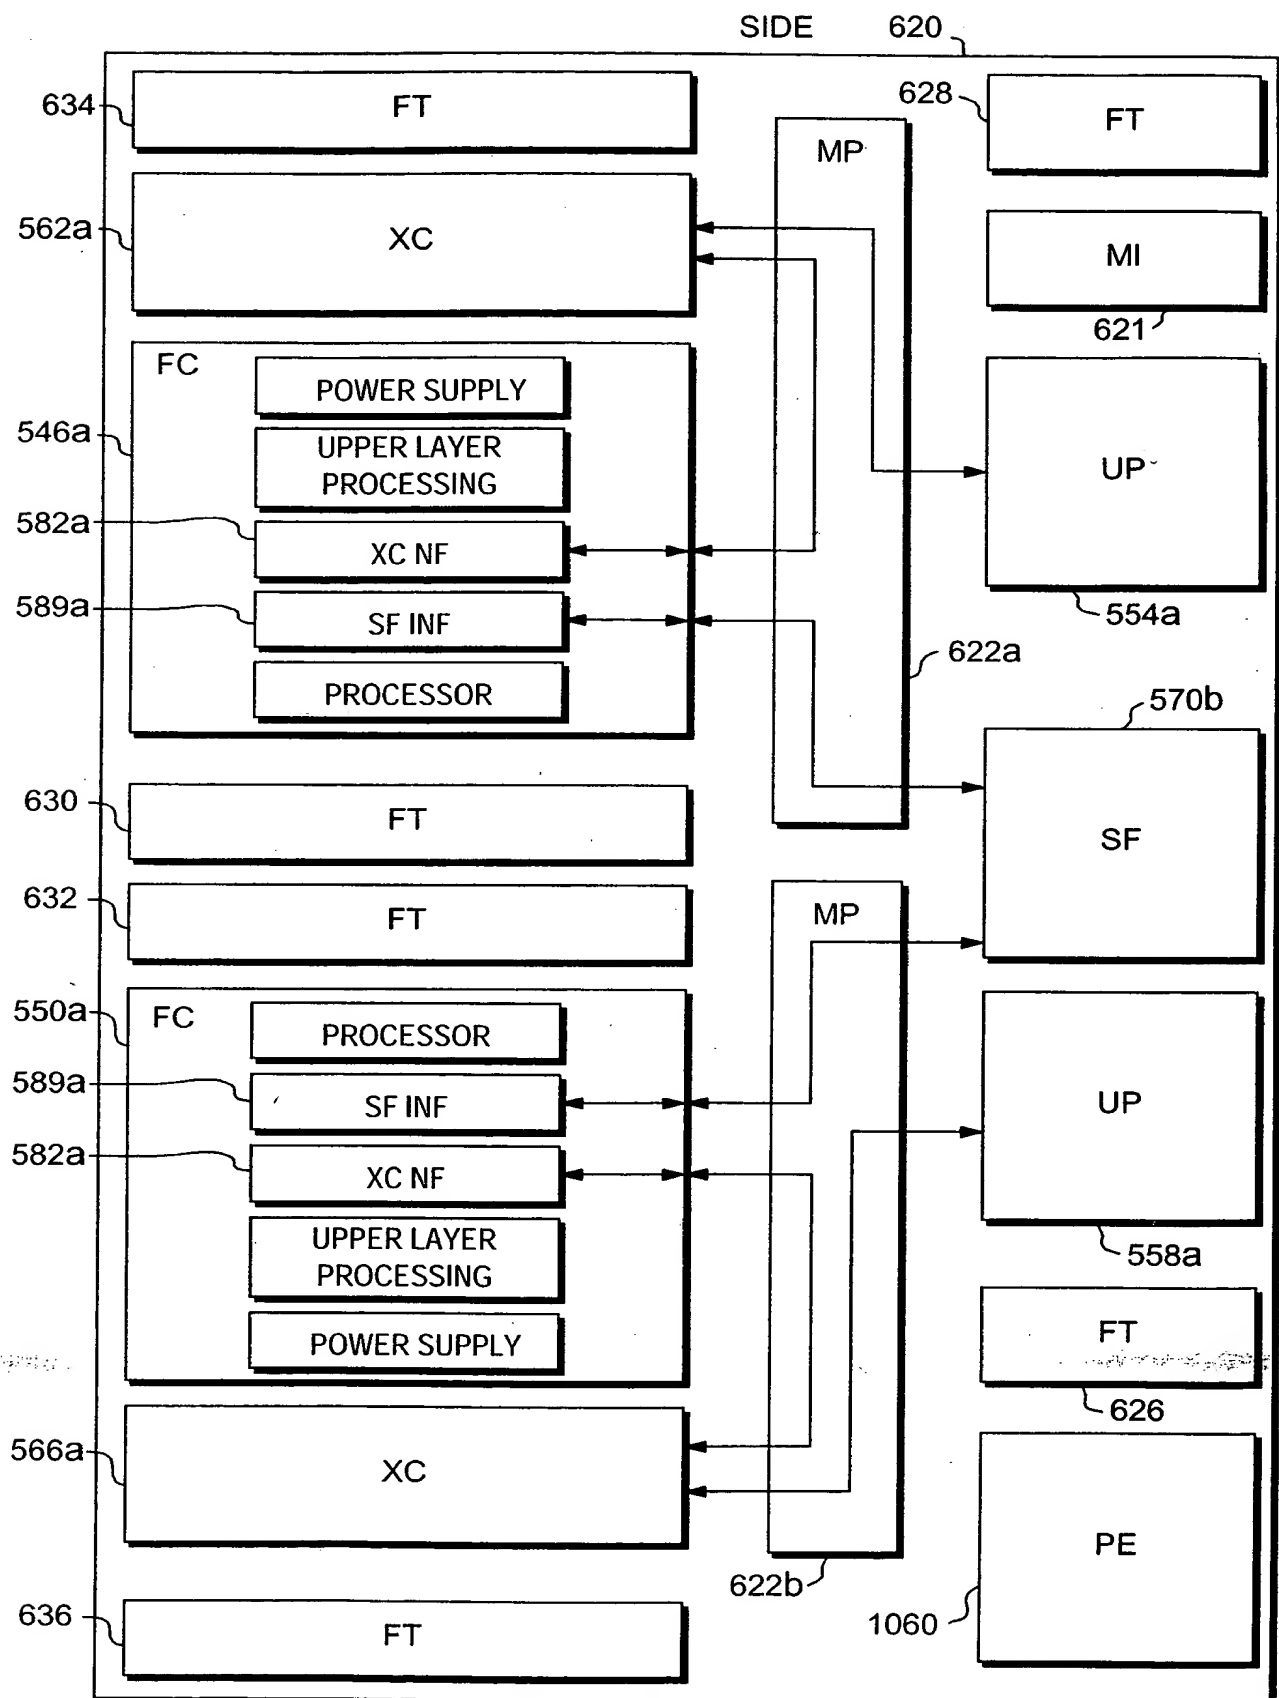 SIDE 620
634 FT
628 FT
MP
562a XC
MI
621
FC
POWER SUPPLY
546a
UPPER LAYER
PROCESSING
UP
582a XC NF
589a SF INF
554a
PROCESSOR
622a
570b
630 FT
SF
632 FT
MP
550a FC
PROCESSOR
589a SF INF
UP
582a XC NF
UPPER LAYER
PROCESSING
558a
POWER SUPPLY
FT
626
566a XC
PE
622b
636 FT
1060